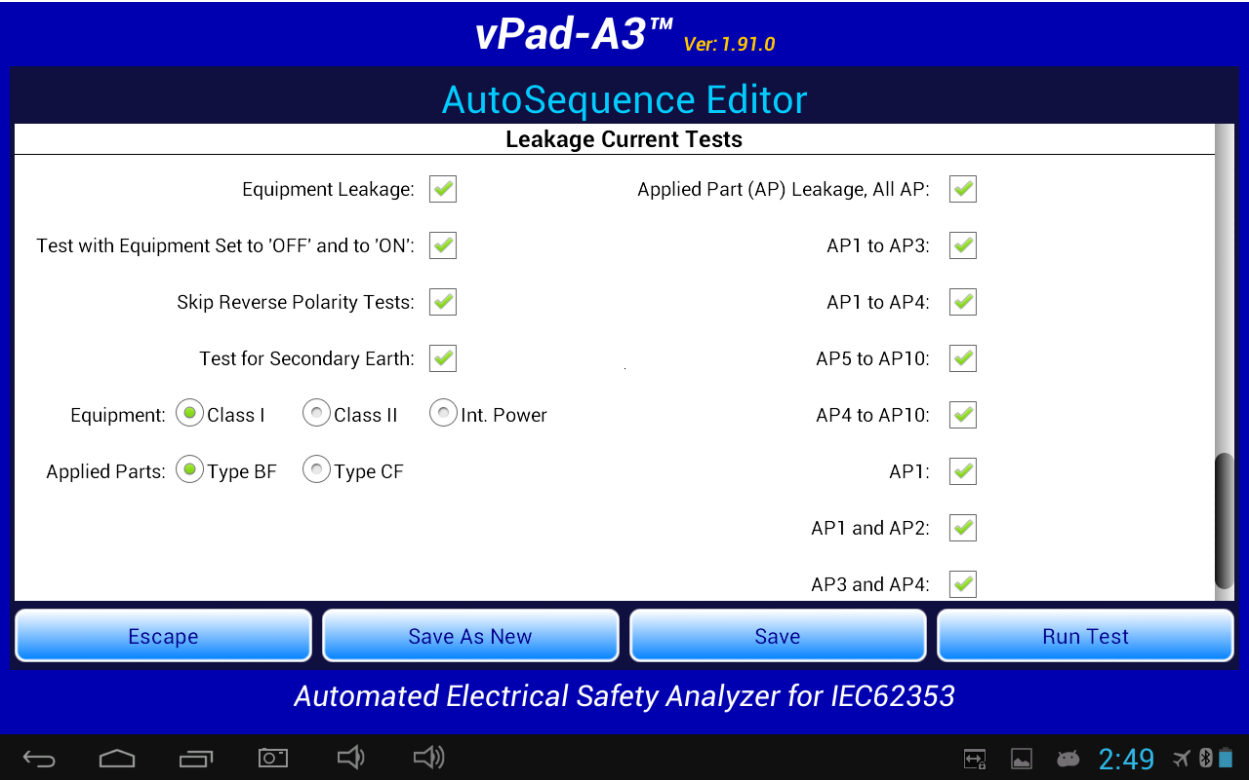 vPad-A3™ Ver: 1.91.0
AutoSequence Editor
Leakage Current Tests
Equipment Leakage:
Applied Part (AP) Leakage, All AP:
Test with Equipment Set to 'OFF' and to 'ON':
AP1 to AP3:
Skip Reverse Polarity Tests:
AP1 to AP4:
Test for Secondary Earth:
AP5 to AP10:
Equipment: Class I Class II Int. Power
AP4 to AP10:
Applied Parts: Type BF Type CF
AP1:
AP1 and AP2:
AP3 and AP4:
Escape Save As New Save Run Test
Automated Electrical Safety Analyzer for IEC62353
2:49